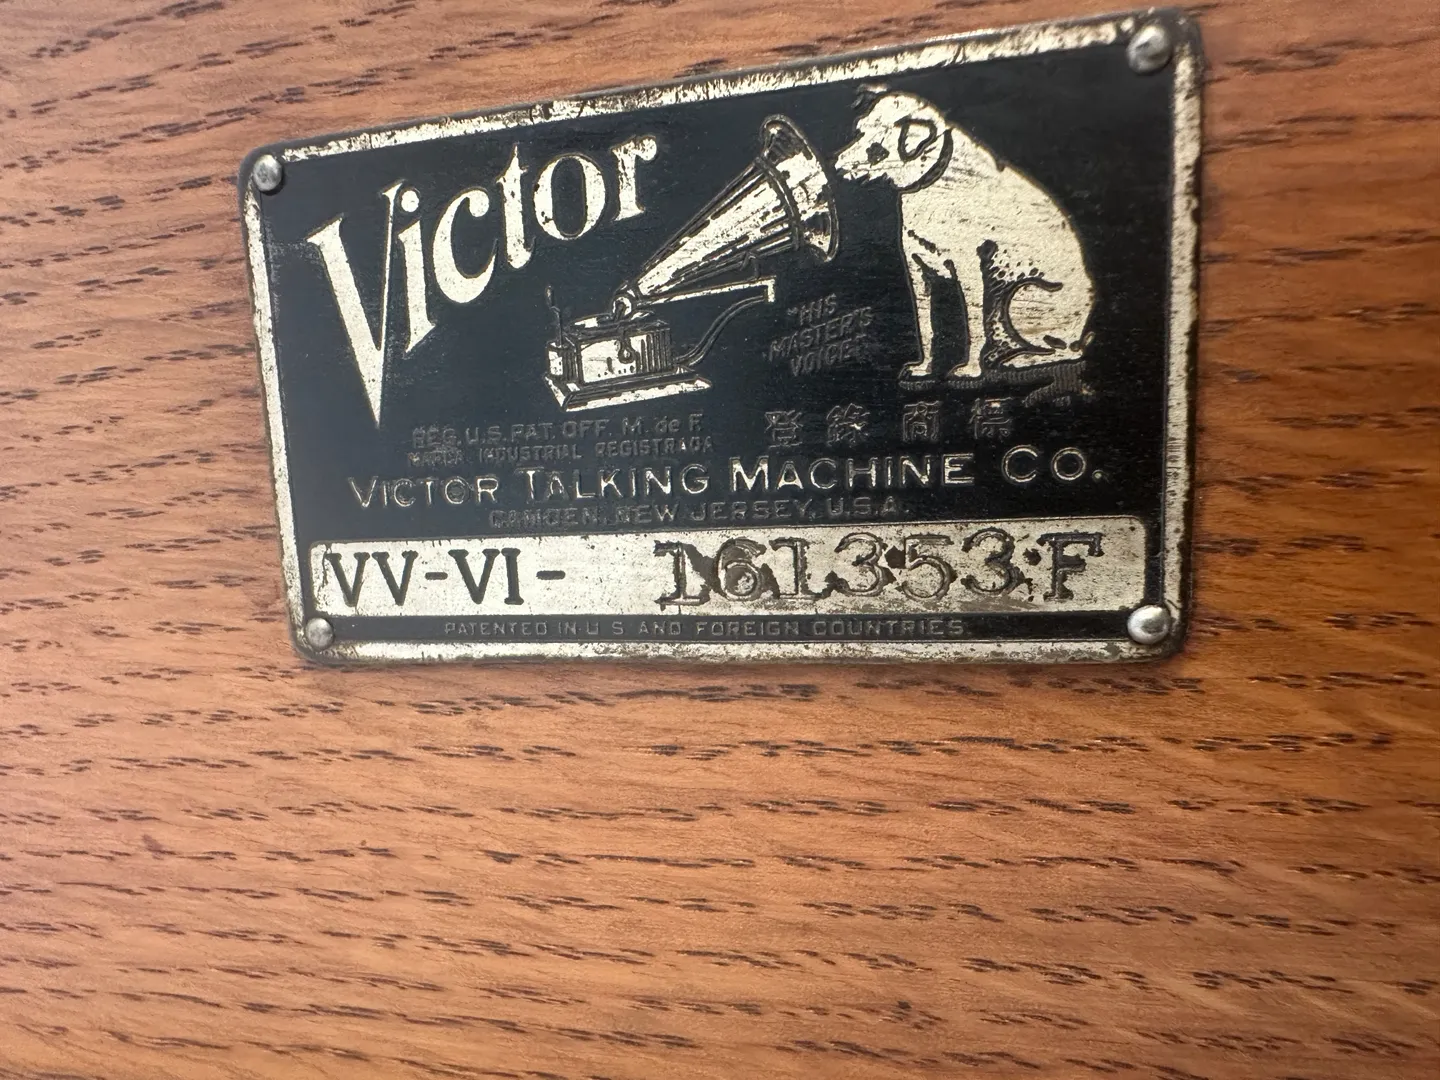 Victor
"HIS
MASTER'S
VOICE"
REG. U.S. PAT. OFF. M. de F.
MARCA INDUSTRIAL REGISTRADA
登錄商標
VICTOR TALKING MACHINE CO.
CAMDEN, NEW JERSEY, U.S.A.
VV-VI- 161353 F
PATENTED IN U S AND FOREIGN COUNTRIES.